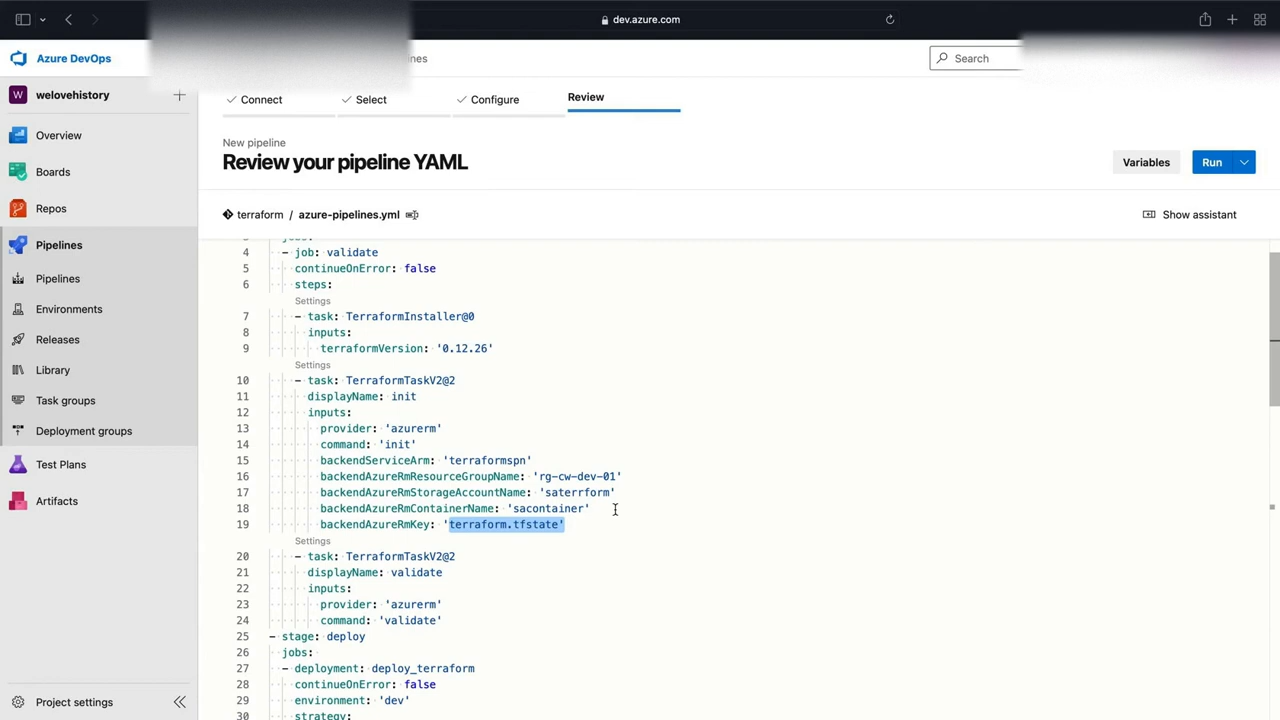 dev.azure.com
Azure DevOps
Search
W welovehistory
Overview
Boards
Repos
Pipelines
Pipelines
Environments
Releases
Library
Task groups
Deployment groups
Test Plans
Artifacts
Project settings
Connect
Select
Configure
Review
New pipeline
Review your pipeline YAML
Variables
Run
terraform / azure-pipelines.yml
Show assistant
4 - job: validate
5 continueOnError: false
6 steps:
Settings
7 - task: TerraformInstaller@0
8 inputs:
9 terraformVersion: '0.12.26'
Settings
10 - task: TerraformTaskV2@2
11 displayName: init
12 inputs:
13 provider: 'azurerm'
14 command: 'init'
15 backendServiceArm: 'terraformspn'
16 backendAzureRmResourceGroupName: 'rg-cw-dev-01'
17 backendAzureRmStorageAccountName: 'saterrform'
18 backendAzureRmContainerName: 'sacontainer'
19 backendAzureRmKey: 'terraform.tfstate'
Settings
20 - task: TerraformTaskV2@2
21 displayName: validate
22 inputs:
23 provider: 'azurerm'
24 command: 'validate'
25 - stage: deploy
26 jobs:
27 - deployment: deploy_terraform
28 continueOnError: false
29 environment: 'dev'
30 strategy: